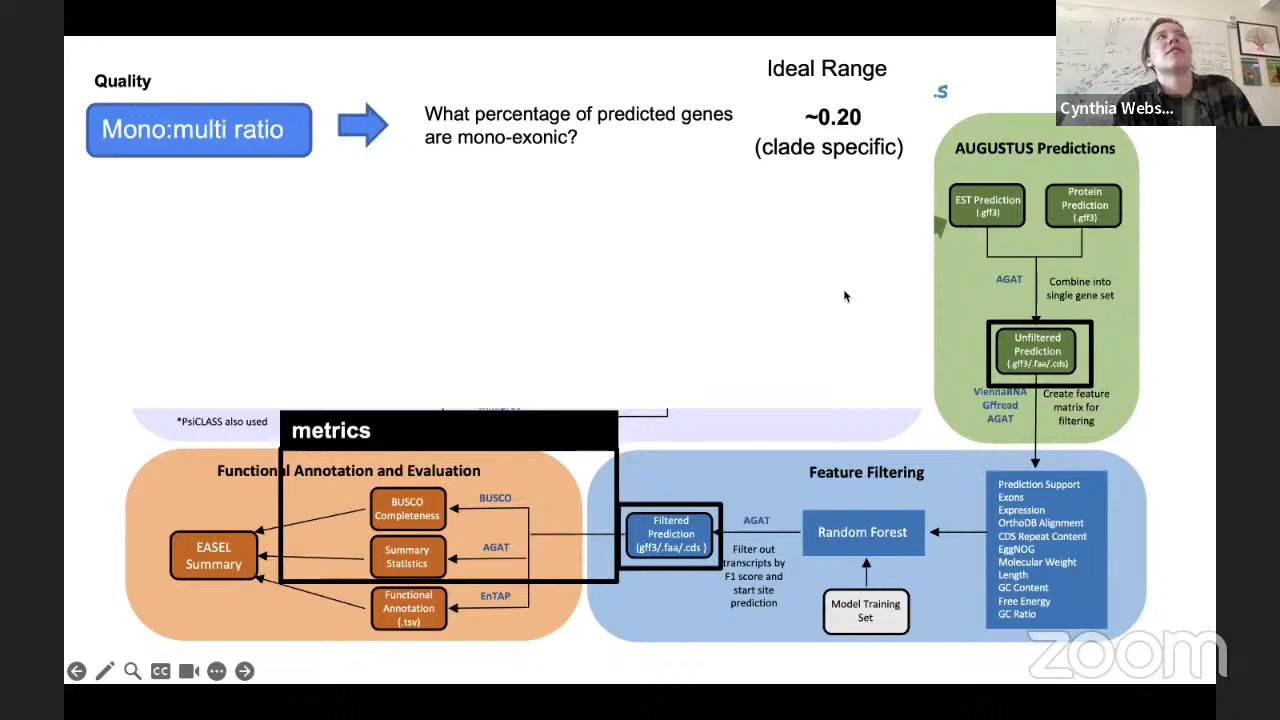 Quality
Mono:multi ratio
What percentage of predicted genes
are mono-exonic?
Ideal Range
~0.20
(clade specific)
.s
Cynthia Webs...
AUGUSTUS Predictions
EST Prediction
(.gff3)
Protein
Prediction
(.gff3)
AGAT
Combine into
single gene set
Unfiltered
Prediction
(.gff3/.faa/.cds)
ViennaRNA
Gffread
AGAT
Create feature
matrix for
filtering
*PsiCLASS also used
metrics
Functional Annotation and Evaluation
BUSCO
Completeness
BUSCO
EASEL
Summary
Summary
Statistics
AGAT
Functional
Annotation
(.tsv)
EnTAP
Feature Filtering
Filtered
Prediction
(gff3/.faa/.cds )
AGAT
Filter out
transcripts by
F1 score and
start site
prediction
Random Forest
Model Training
Set
Prediction Support
Exons
Expression
OrthoDB Alignment
CDS Repeat Content
EggNOG
Molecular Weight
Length
GC Content
Free Energy
GC Ratio
CC
zoom